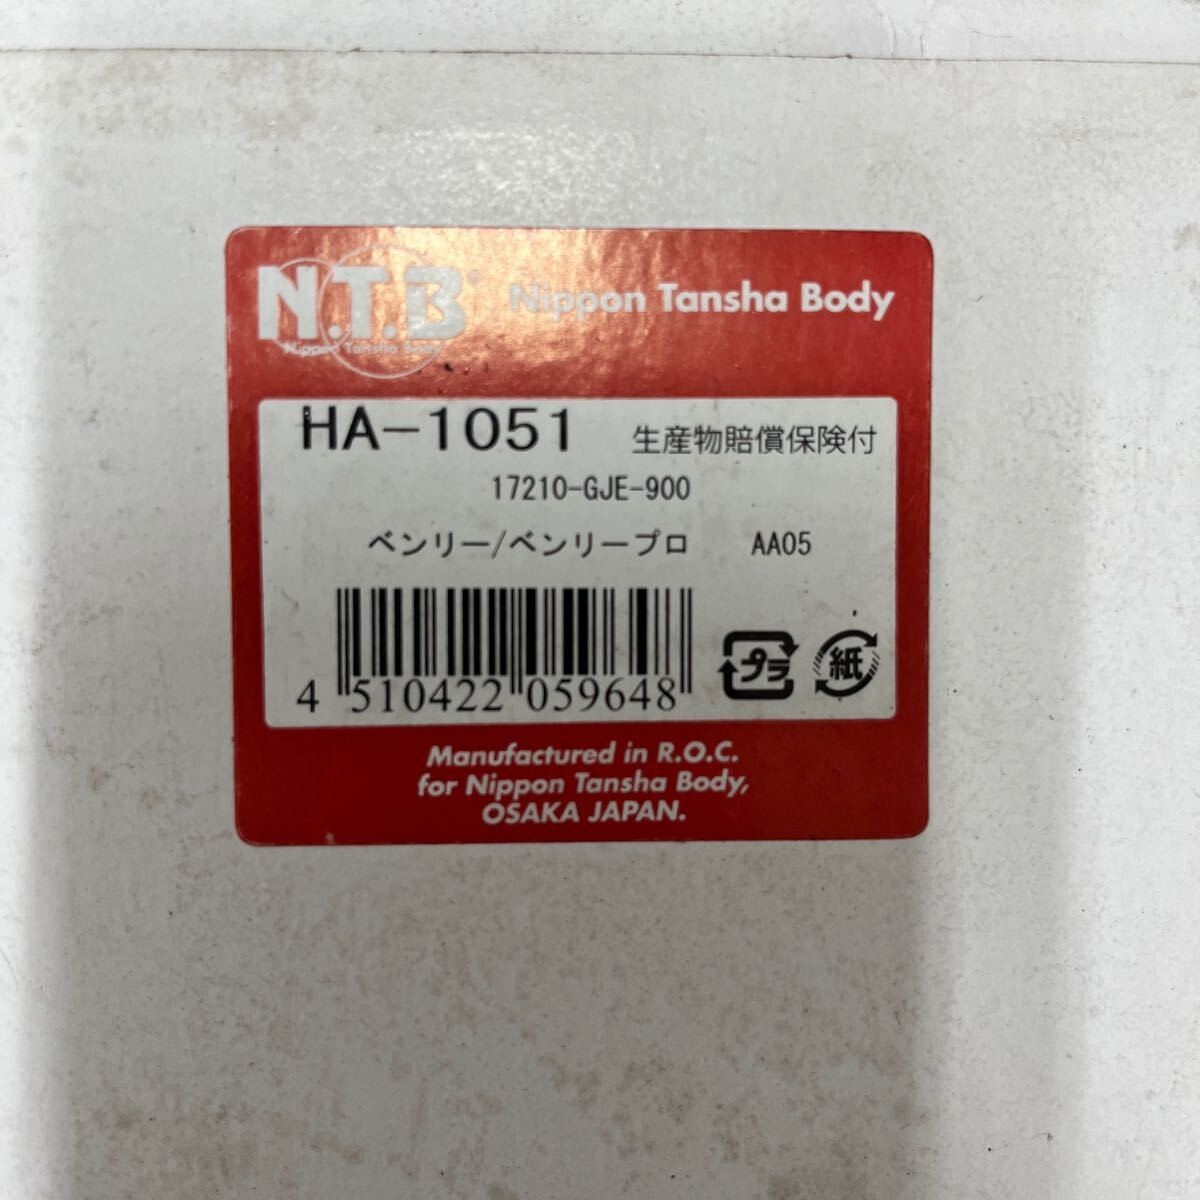 N.T.B® Nippon Tansha Body
Nippon Tansha Body
HA-1051 生産物賠償保険付
17210-GJE-900
ベンリー/ベンリープロ AA05
4 510422 059648
プラ 紙
Manufactured in R.O.C.
for Nippon Tansha Body,
OSAKA JAPAN.